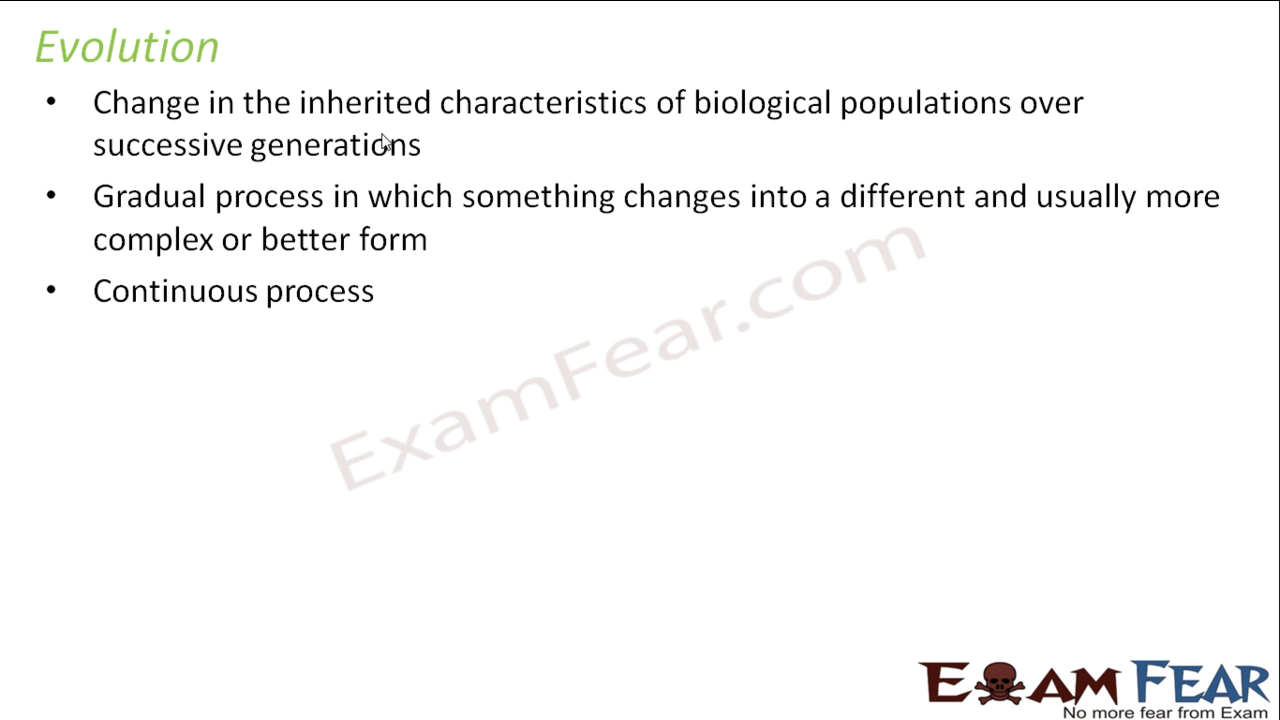 Evolution
• Change in the inherited characteristics of biological populations over
successive generations
• Gradual process in which something changes into a different and usually more
complex or better form
• Continuous process
ExamFear.com
EXAM FEAR
No more fear from Exam